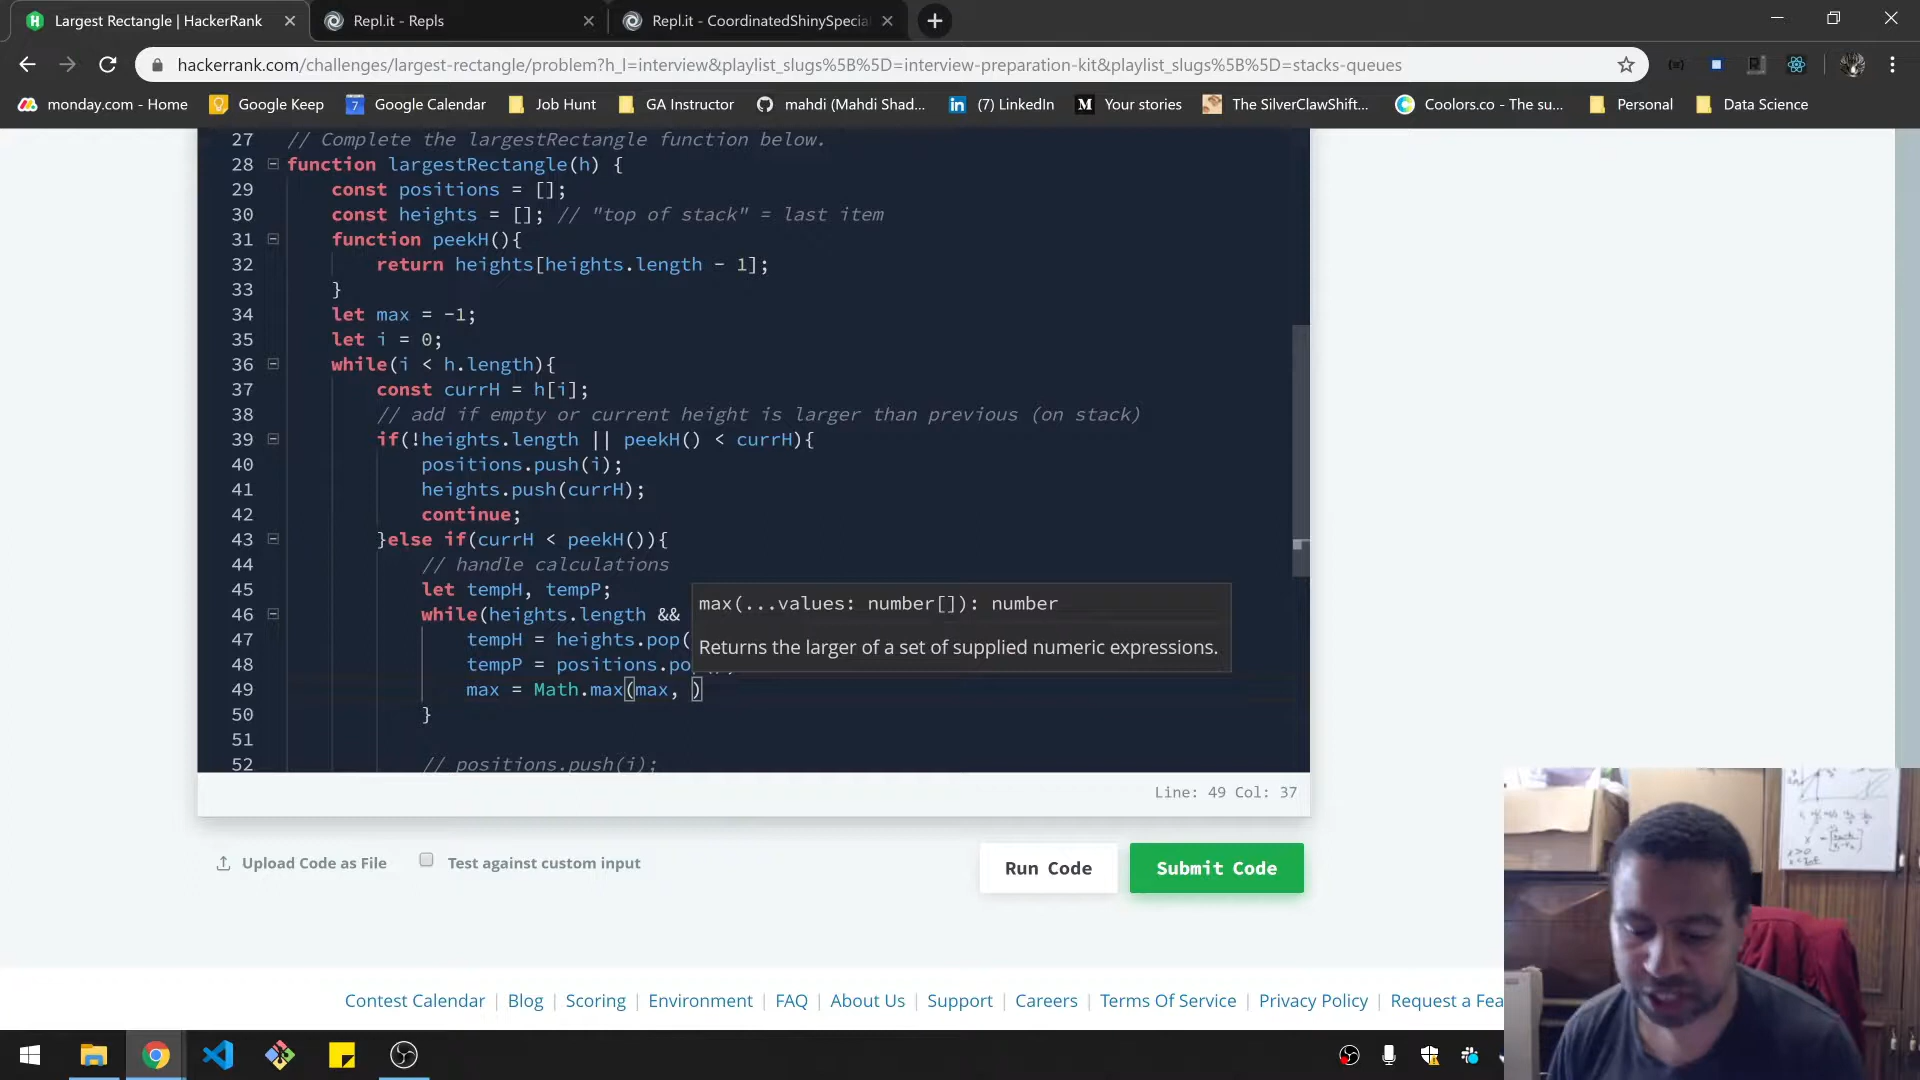 Largest Rectangle | HackerRank
Repl.it - Repls
Repl.it - CoordinatedShinySpecia
hackerrank.com/challenges/largest-rectangle/problem?h_l=interview&playlist_slugs%5B%5D=interview-preparation-kit&playlist_slugs%5B%5D=stacks-queues
monday.com - Home
Google Keep
7 Google Calendar
Job Hunt
GA Instructor
mahdi (Mahdi Shad...
in (7) LinkedIn
M Your stories
The SilverClawShift...
Coolors.co - The su...
Personal
Data Science
27 // Complete the largestRectangle function below.
28 function largestRectangle(h) {
29 const positions = [];
30 const heights = []; // "top of stack" = last item
31 function peekH(){
32 return heights[heights.length - 1];
33 }
34 let max = -1;
35 let i = 0;
36 while(i < h.length){
37 const currH = h[i];
38 // add if empty or current height is larger than previous (on stack)
39 if(!heights.length || peekH() < currH){
40 positions.push(i);
41 heights.push(currH);
42 continue;
43 }else if(currH < peekH()){
44 // handle calculations
45 let tempH, tempP;
46 while(heights.length &&
47 tempH = heights.pop(
48 tempP = positions.po
49 max = Math.max(max, )
50 }
51
52 // positions.push(i);
max(...values: number[]): number
Returns the larger of a set of supplied numeric expressions.
Line: 49 Col: 37
Upload Code as File
Test against custom input
Run Code
Submit Code
Contest Calendar | Blog | Scoring | Environment | FAQ | About Us | Support | Careers | Terms Of Service | Privacy Policy | Request a Fea